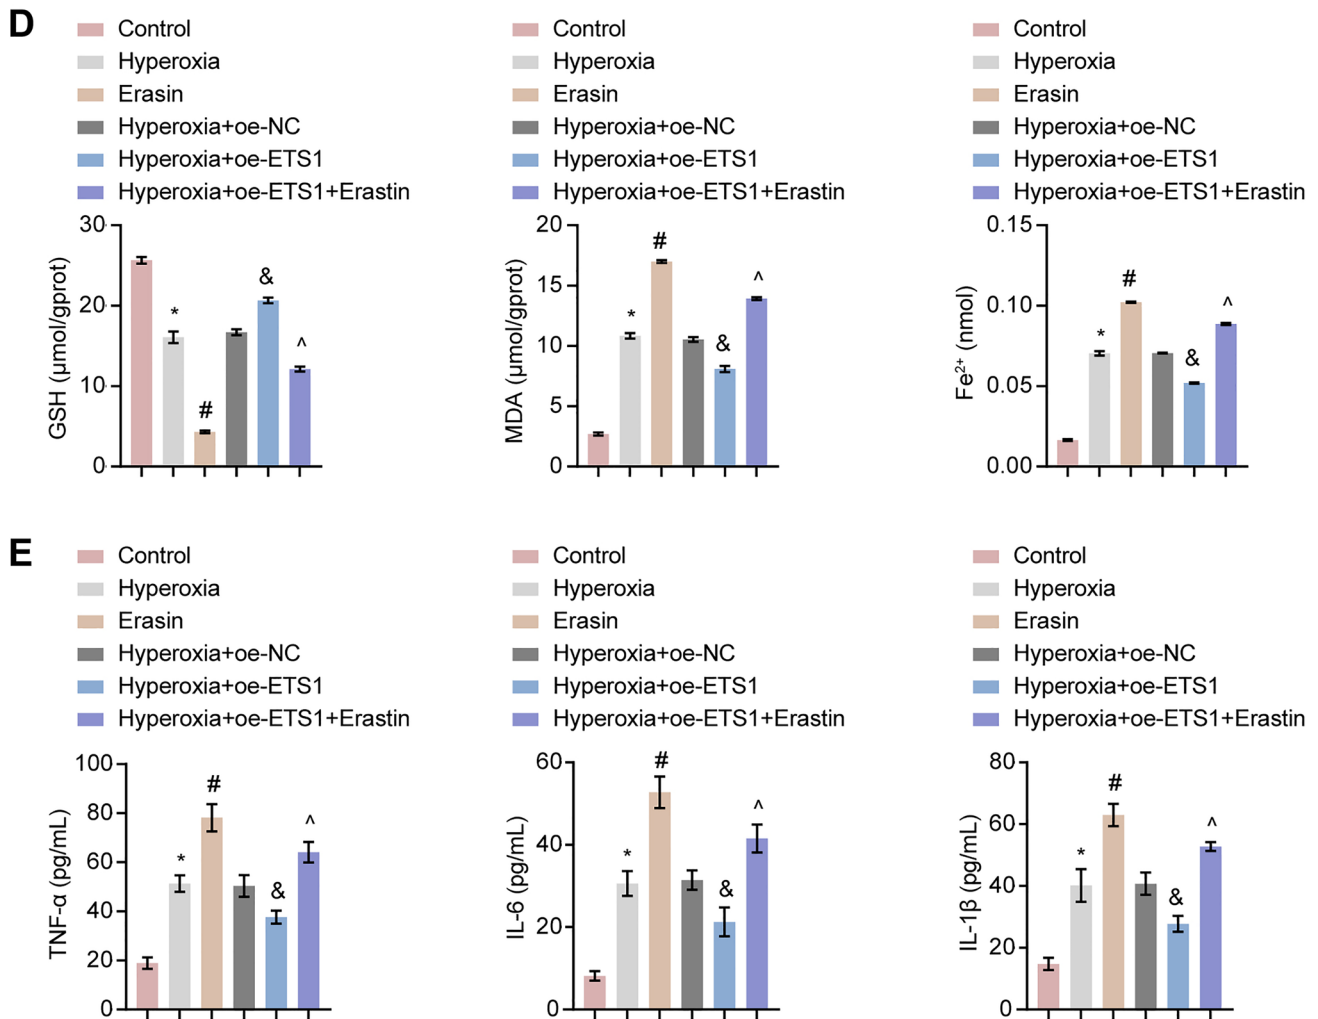 D
Control
Hyperoxia
Erasin
Hyperoxia+oe-NC
Hyperoxia+oe-ETS1
Hyperoxia+oe-ETS1+Erastin
GSH (μmol/gprot)
30
20
10
0
*
#
&
^
Control
Hyperoxia
Erasin
Hyperoxia+oe-NC
Hyperoxia+oe-ETS1
Hyperoxia+oe-ETS1+Erastin
MDA (μmol/gprot)
20
15
10
5
0
*
#
&
^
Control
Hyperoxia
Erasin
Hyperoxia+oe-NC
Hyperoxia+oe-ETS1
Hyperoxia+oe-ETS1+Erastin
Fe²⁺ (nmol)
0.15
0.10
0.05
0.00
*
#
&
^
E
Control
Hyperoxia
Erasin
Hyperoxia+oe-NC
Hyperoxia+oe-ETS1
Hyperoxia+oe-ETS1+Erastin
TNF-α (pg/mL)
100
80
60
40
20
0
*
#
&
^
Control
Hyperoxia
Erasin
Hyperoxia+oe-NC
Hyperoxia+oe-ETS1
Hyperoxia+oe-ETS1+Erastin
IL-6 (pg/mL)
60
40
20
0
*
#
&
^
Control
Hyperoxia
Erasin
Hyperoxia+oe-NC
Hyperoxia+oe-ETS1
Hyperoxia+oe-ETS1+Erastin
IL-1β (pg/mL)
80
60
40
20
0
*
#
&
^